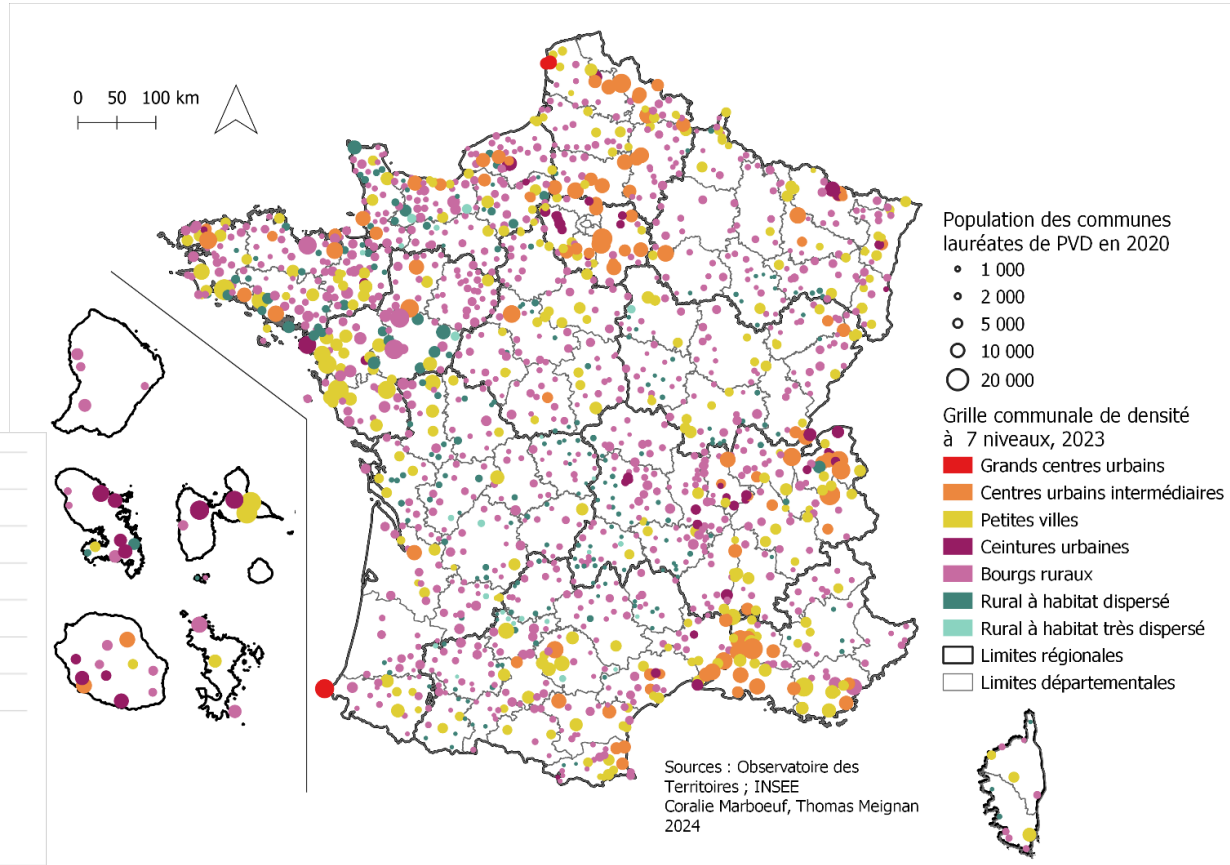 0 50 100 km
Population des communes
lauréates de PVD en 2020
1 000
2 000
5 000
10 000
20 000
Grille communale de densité
à 7 niveaux, 2023
Grands centres urbains
Centres urbains intermédiaires
Petites villes
Ceintures urbaines
Bourgs ruraux
Rural à habitat dispersé
Rural à habitat très dispersé
Limites régionales
Limites départementales
Sources : Observatoire des
Territoires ; INSEE
Coralie Marboeuf, Thomas Meignan
2024